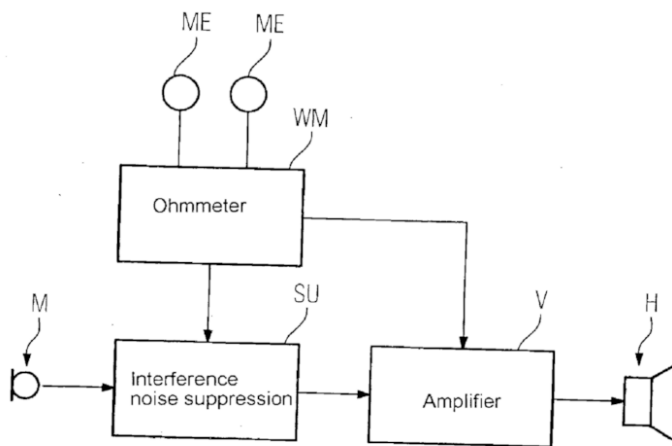 ME
ME
WM
Ohmmeter
M
SU
V
H
Interference
noise suppression
Amplifier